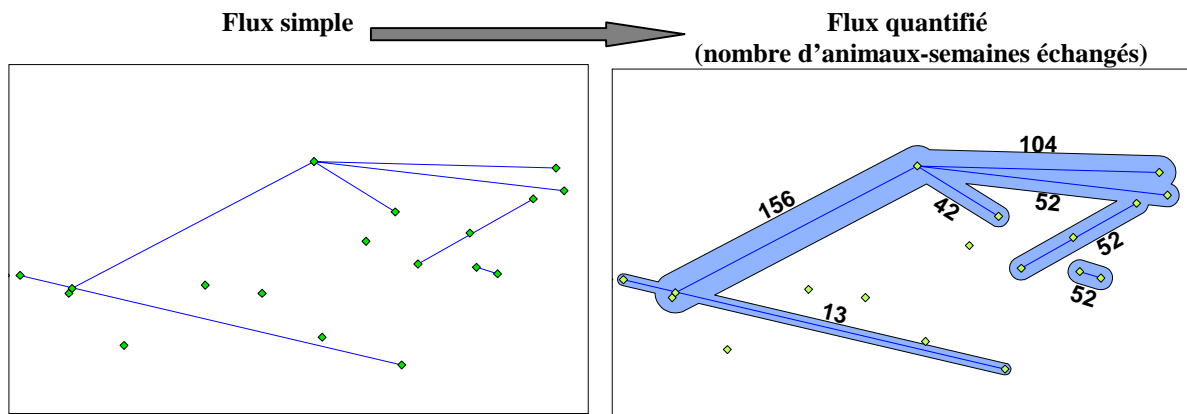 Flux simple
Flux quantifié
(nombre d'animaux-semaines échangés)
104
156
42
52
52
52
13